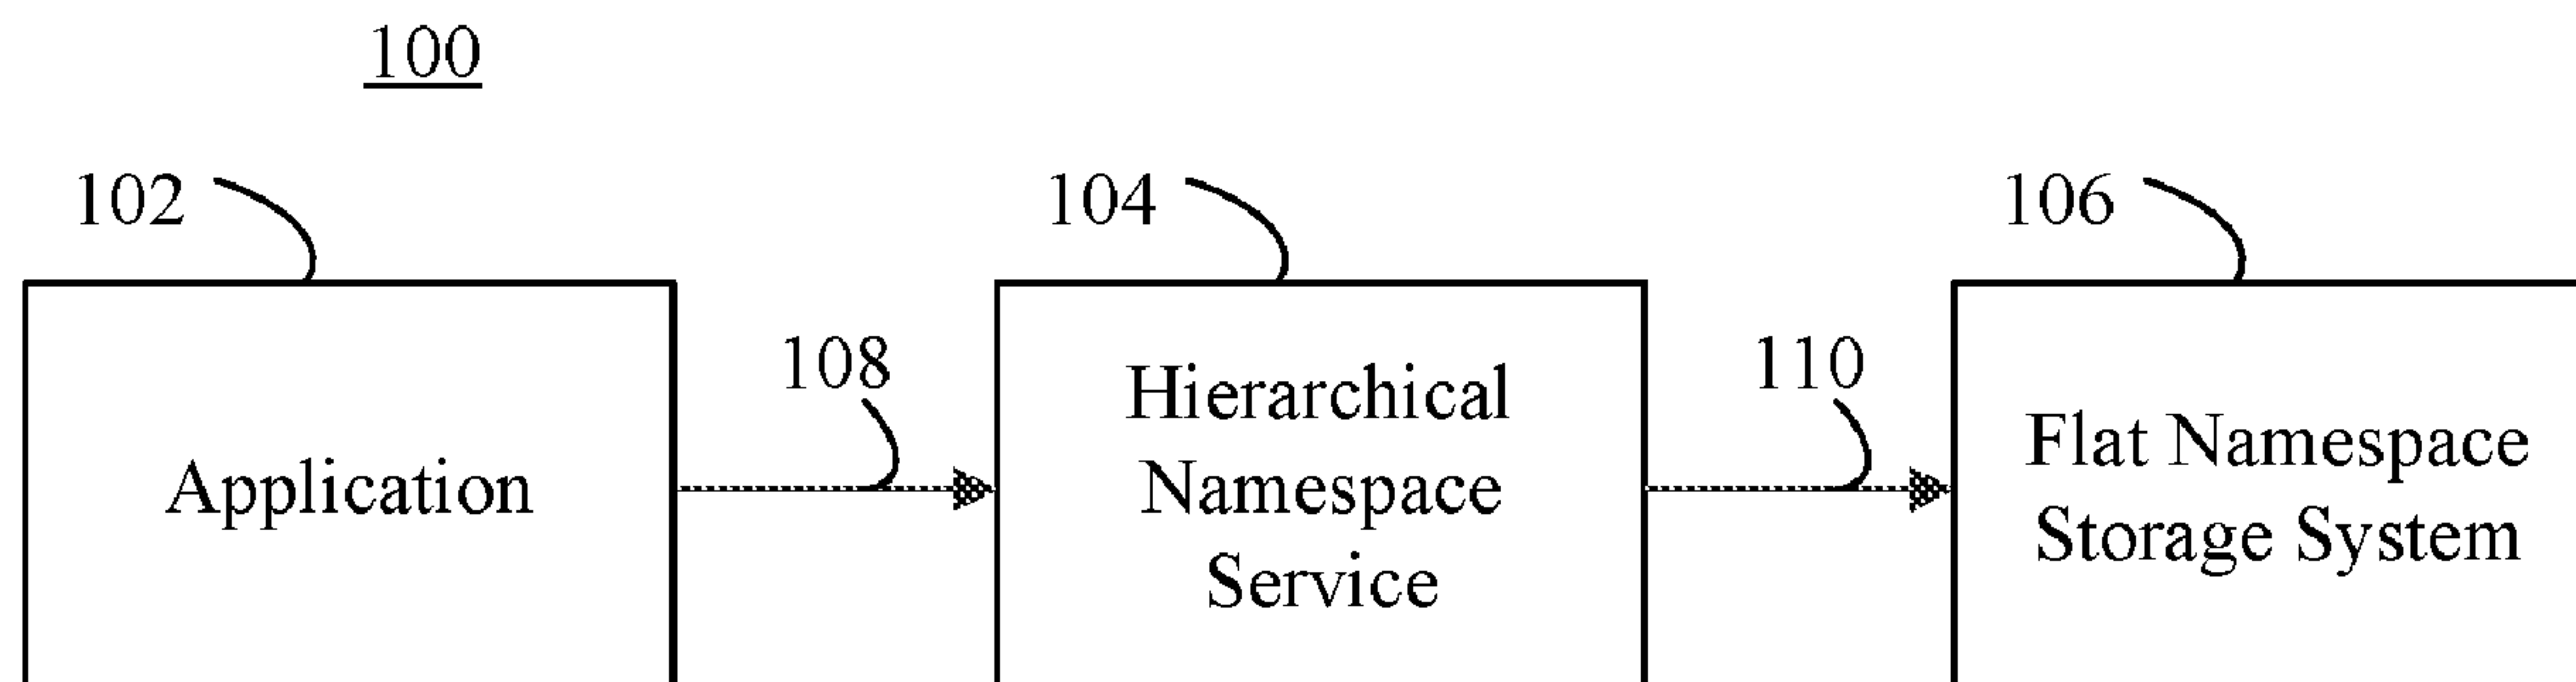 100
102
104
106
108
110
Application
Hierarchical
Namespace
Service
Flat Namespace
Storage System